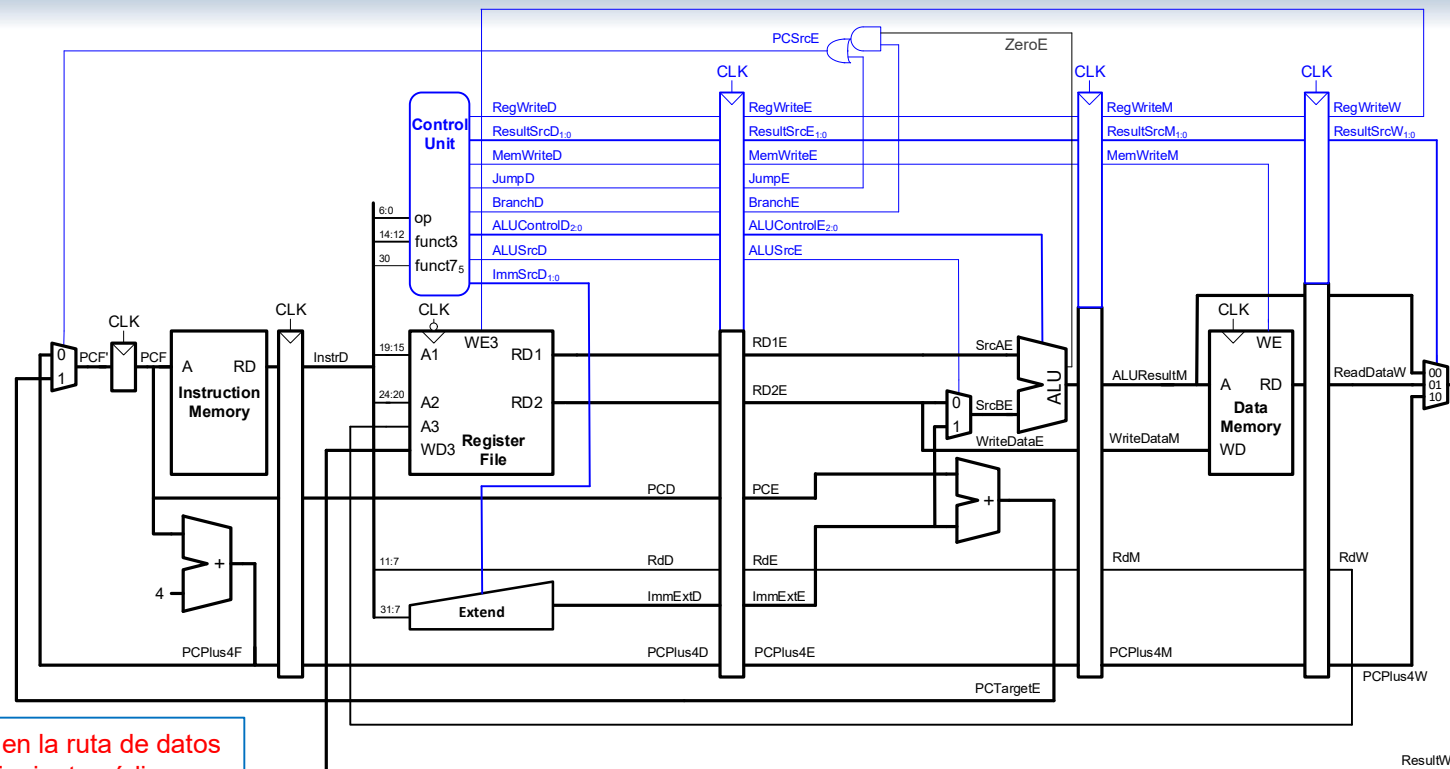 PCSrcE
ZeroE
CLK
CLK
CLK
Control
Unit
RegWriteD
RegWriteE
RegWriteM
RegWriteW
ResultSrcD1:0
ResultSrcE1:0
ResultSrcM1:0
ResultSrcW1:0
MemWriteD
MemWriteE
MemWriteM
JumpD
JumpE
BranchD
BranchE
ALUControlD2:0
ALUControlE2:0
ALUSrcD
ALUSrcE
ImmSrcD1:0
6:0
op
14:12
funct3
30
funct75
CLK
CLK
CLK
CLK
0
1
PCF'
PCF
A
RD
Instruction
Memory
InstrD
19:15
A1
WE3
RD1
24:20
A2
RD2
A3
WD3
Register
File
RD1E
RD2E
SrcAE
0
1
SrcBE
ALU
WriteDataE
ALUResultM
WriteDataM
WE
A
RD
Data
Memory
WD
ReadDataW
00
01
10
PCD
PCE
+
4
+
11:7
RdD
RdE
RdM
RdW
31:7
Extend
ImmExtD
ImmExtE
PCPlus4F
PCPlus4D
PCPlus4E
PCPlus4M
PCPlus4W
PCTargetE
en la ruta de datos
ResultW